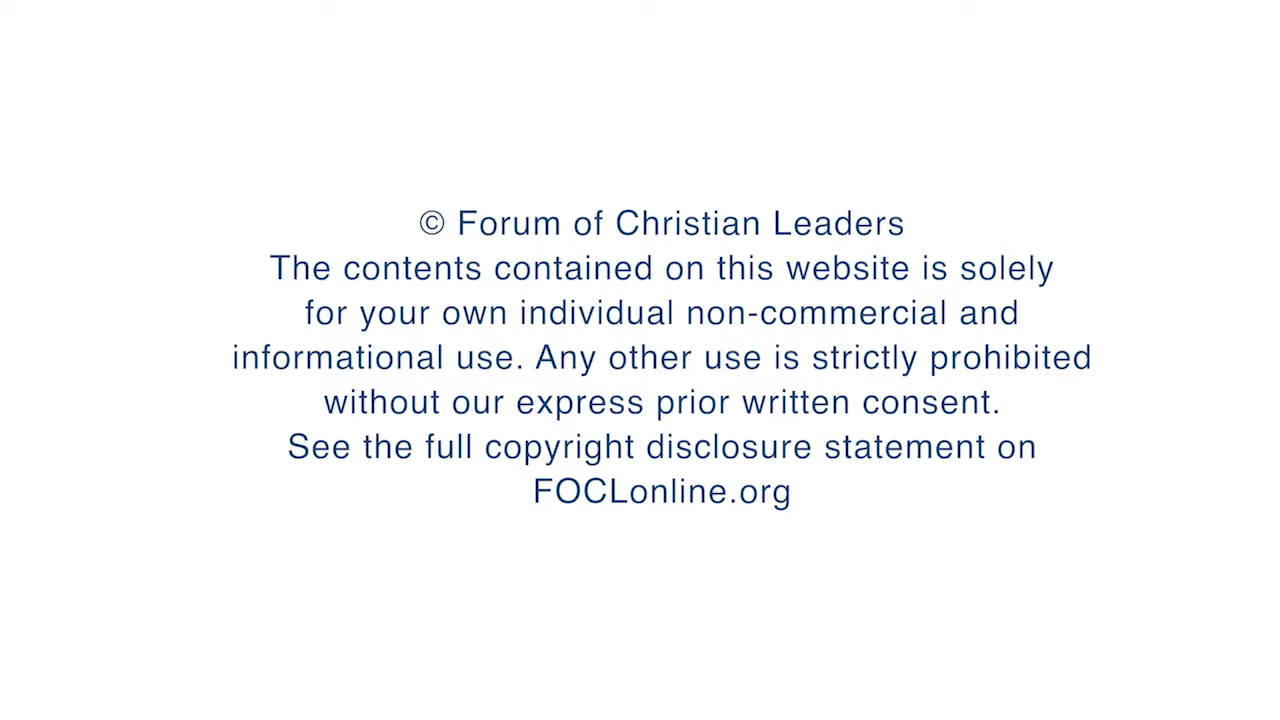 © Forum of Christian Leaders
The contents contained on this website is solely
for your own individual non-commercial and
informational use. Any other use is strictly prohibited
without our express prior written consent.
See the full copyright disclosure statement on
FOCLonline.org